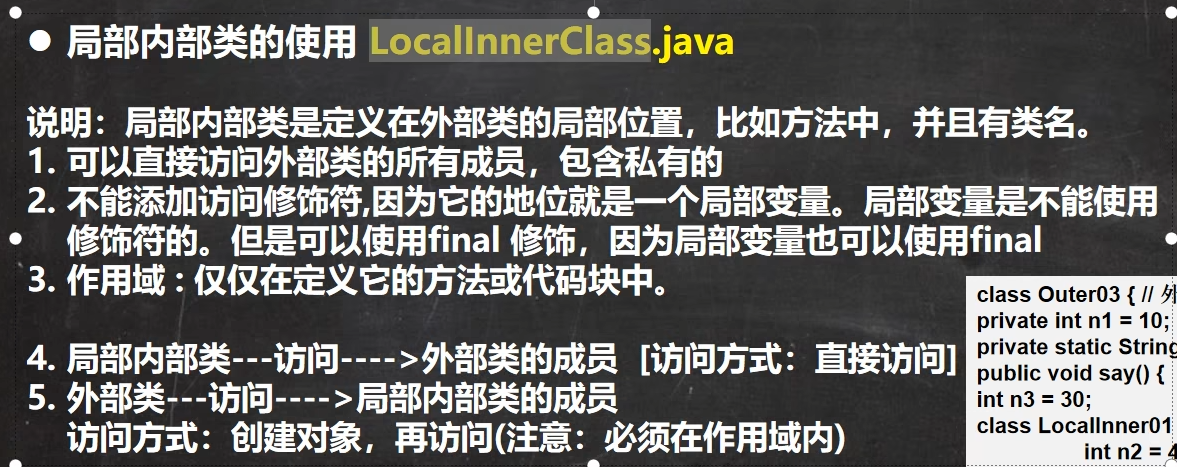 ● 局部内部类的使用 LocalInnerClass.java
说明：局部内部类是定义在外部类的局部位置，比如方法中，并且有类名。
1. 可以直接访问外部类的所有成员，包含私有的
2. 不能添加访问修饰符,因为它的地位就是一个局部变量。局部变量是不能使用
修饰符的。但是可以使用final 修饰，因为局部变量也可以使用final
3. 作用域 : 仅仅在定义它的方法或代码块中。
4. 局部内部类---访问---->外部类的成员 [访问方式：直接访问]
5. 外部类---访问---->局部内部类的成员
访问方式：创建对象，再访问(注意：必须在作用域内)
class Outer03 { //
private int n1 = 10;
private static String
public void say() {
int n3 = 30;
class LocalInner01
int n2 = 4